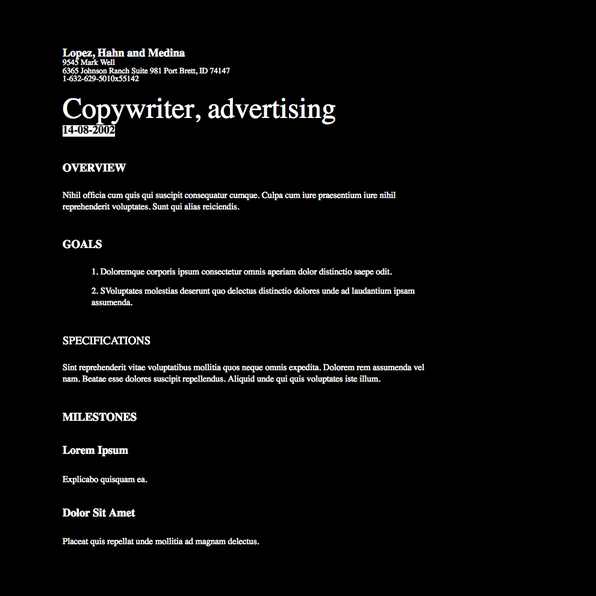 Lopez, Hahn and Medina
9545 Mark Well
6365 Johnson Ranch Suite 981 Port Brett, ID 74147
1-632-629-5010x55142
Copywriter, advertising
14-08-2002
OVERVIEW
Nihil officia cum quis qui suscipit consequatur cumque. Culpa cum iure praesentium iure nihil
reprehenderit voluptates. Sunt qui alias reiciendis.
GOALS
1. Doloremque corporis ipsum consectetur omnis aperiam dolor distinctio saepe odit.
2. SVoluptates molestias deserunt quo delectus distinctio dolores unde ad laudantium ipsam
assumenda.
SPECIFICATIONS
Sint reprehenderit vitae voluptatibus mollitia quos neque omnis expedita. Dolorem rem assumenda vel
nam. Beatae esse dolores suscipit repellendus. Aliquid unde qui quis voluptates iste illum.
MILESTONES
Lorem Ipsum
Explicabo quisquam ea.
Dolor Sit Amet
Placeat quis repellat unde mollitia ad magnam delectus.